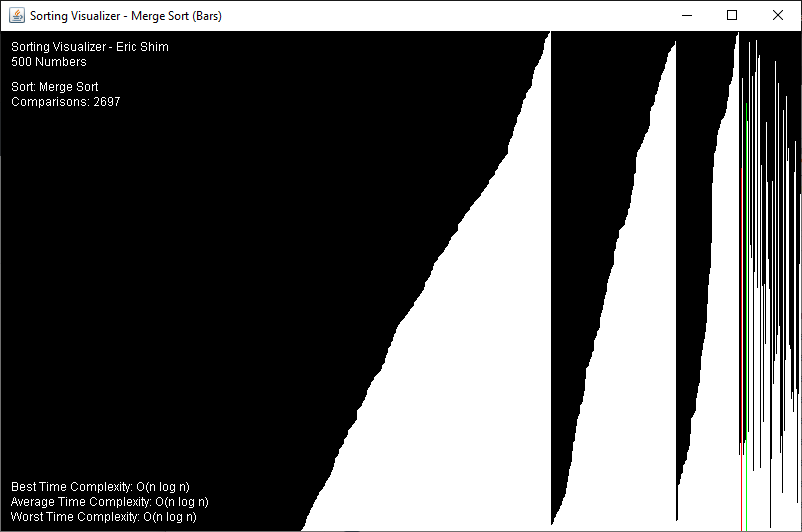 Sorting Visualizer - Merge Sort (Bars)
Sorting Visualizer - Eric Shim
500 Numbers
Sort: Merge Sort
Comparisons: 2697
Best Time Complexity: O(n log n)
Average Time Complexity: O(n log n)
Worst Time Complexity: O(n log n)